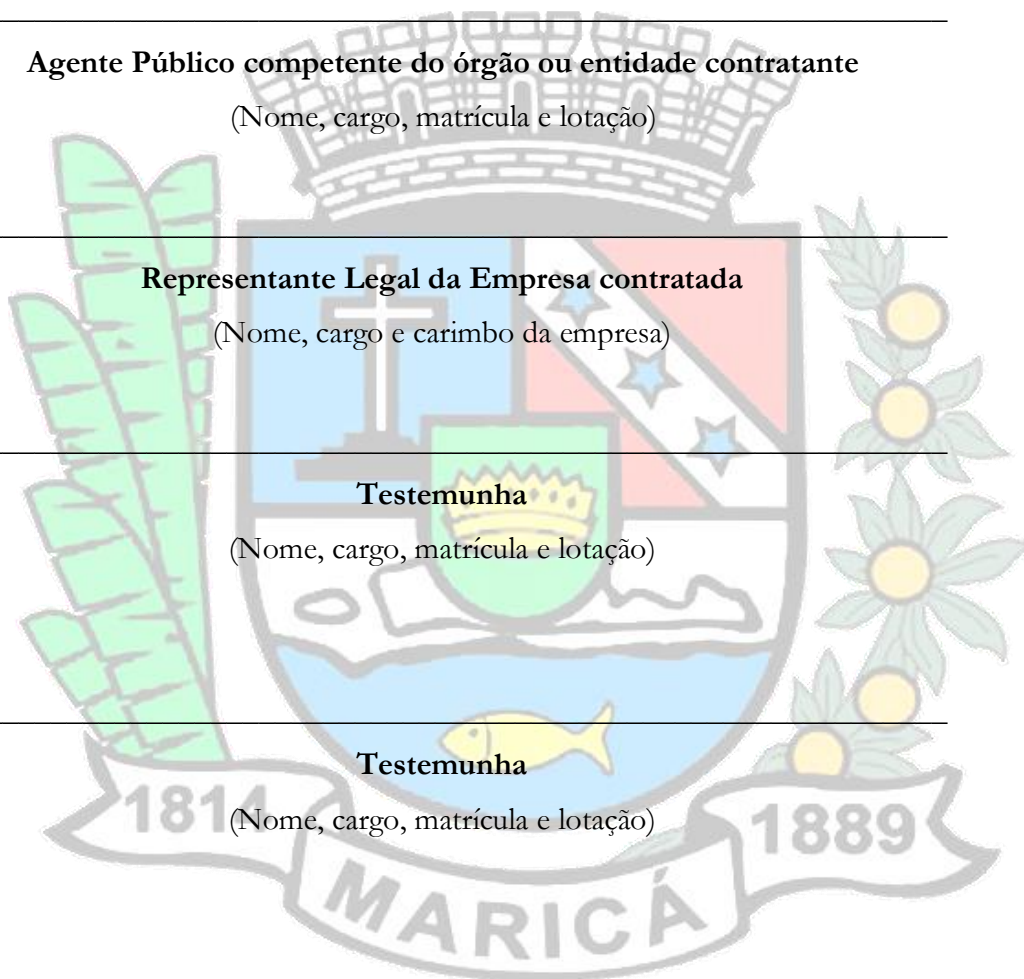 Agente Público competente do órgão ou entidade contratante
(Nome, cargo, matrícula e lotação)
Representante Legal da Empresa contratada
(Nome, cargo e carimbo da empresa)
Testemunha
(Nome, cargo, matrícula e lotação)
Testemunha
(Nome, cargo, matrícula e lotação)
1814
1889
MARICÁ